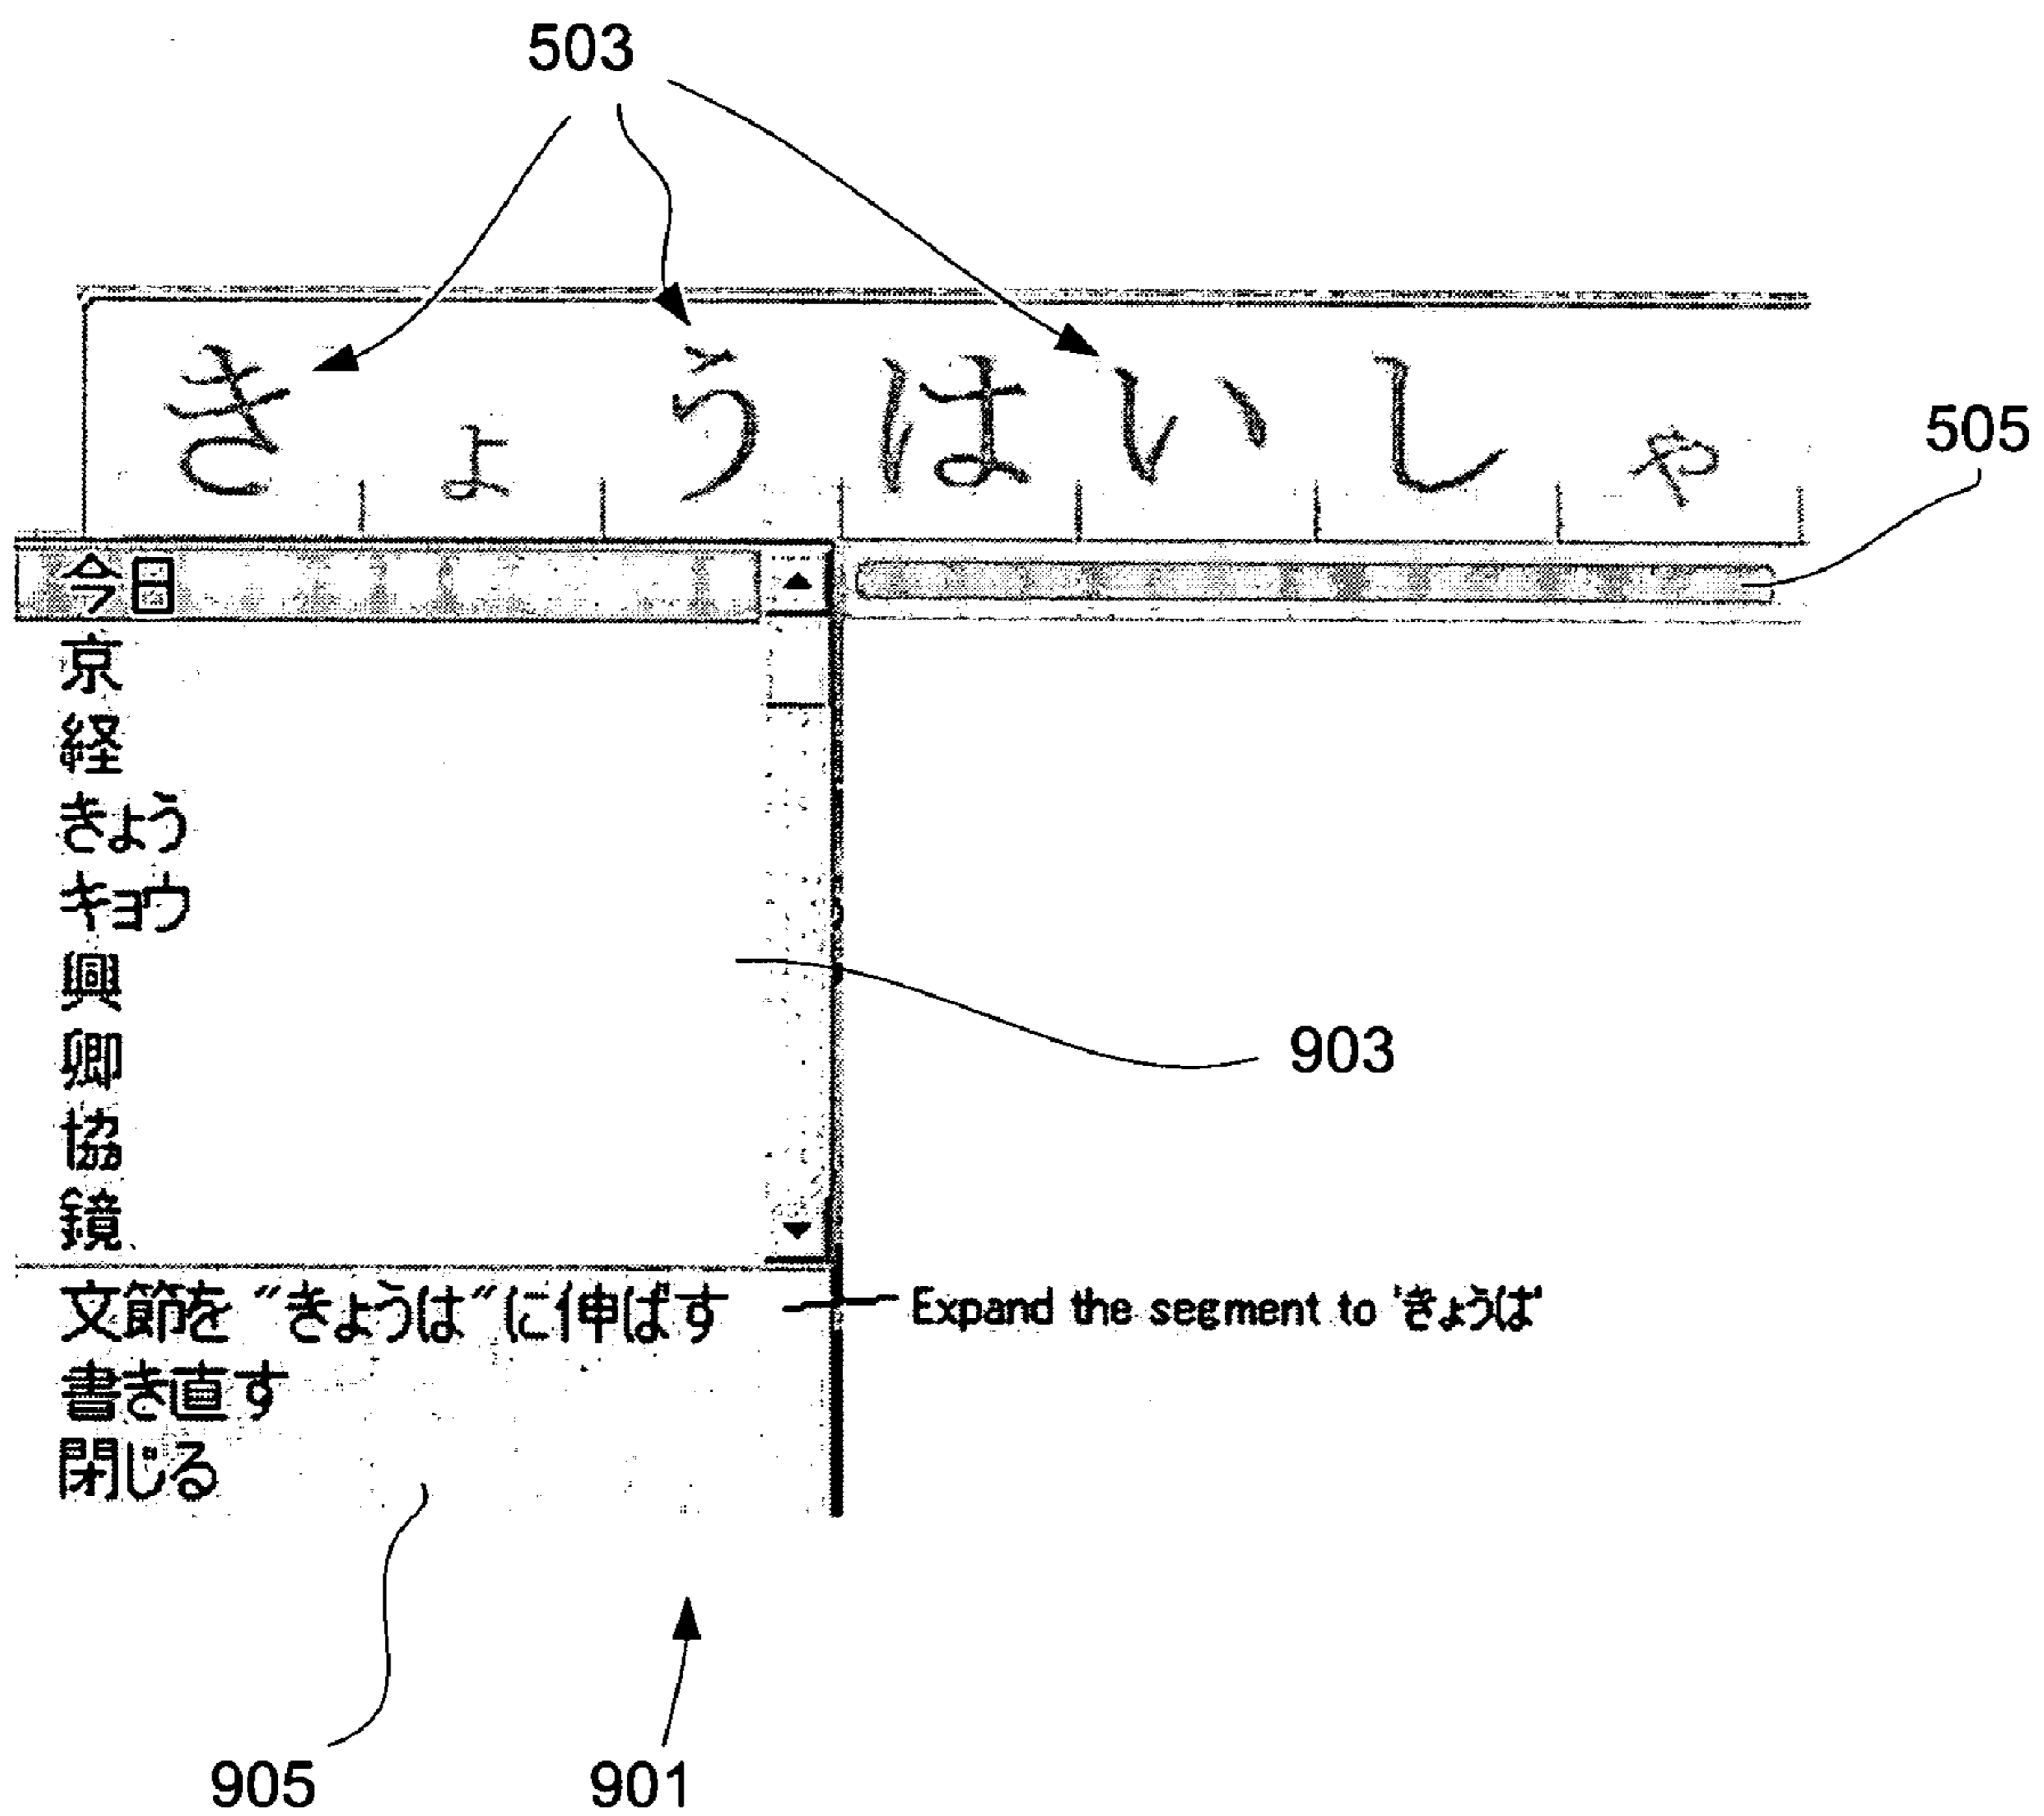 503
きょうはいしゃ
505
今日
京
経
きょう
キョウ
興
卿
協
鏡
903
文節を "きょうは"に伸ばす
Expand the segment to 'きょうは'
書き直す
閉じる
905
901